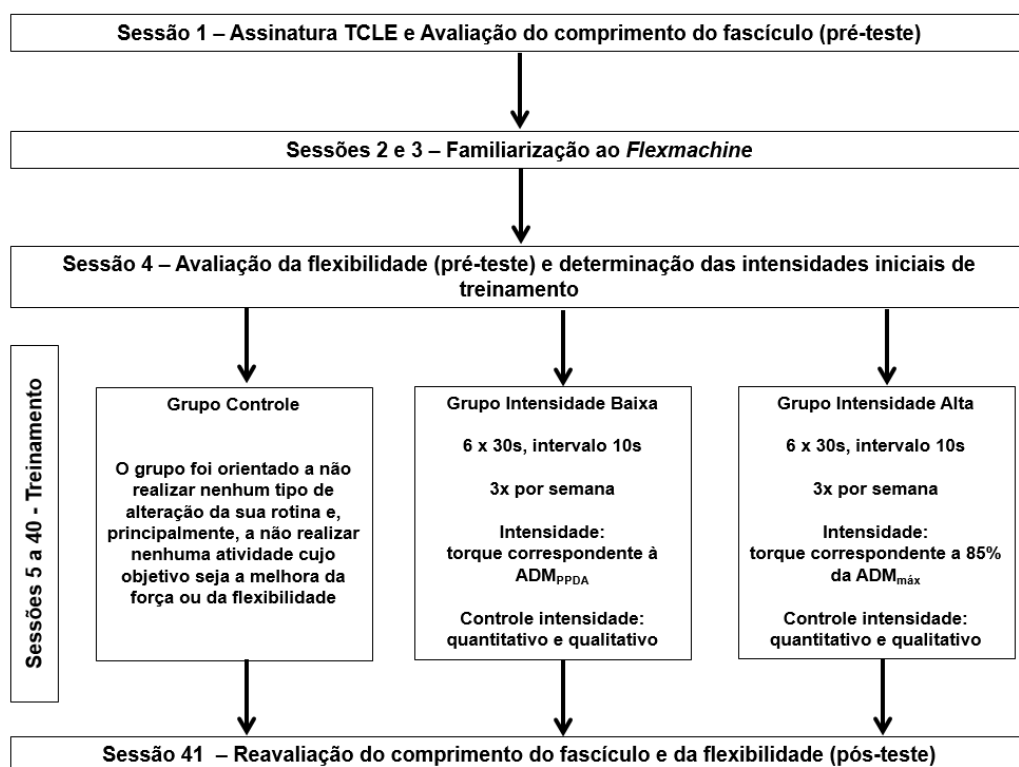 Sessão 1 – Assinatura TCLE e Avaliação do comprimento do fascículo (pré-teste)
Sessões 2 e 3 – Familiarização ao Flexmachine
Sessão 4 – Avaliação da flexibilidade (pré-teste) e determinação das intensidades iniciais de
treinamento
Sessões 5 a 40 - Treinamento
Grupo Controle
O grupo foi orientado a não
realizar nenhum tipo de
alteração da sua rotina e,
principalmente, a não realizar
nenhuma atividade cujo
objetivo seja a melhora da
força ou da flexibilidade
Grupo Intensidade Baixa
6 x 30s, intervalo 10s
3x por semana
Intensidade:
torque correspondente à
ADMPPDA
Controle intensidade:
quantitativo e qualitativo
Grupo Intensidade Alta
6 x 30s, intervalo 10s
3x por semana
Intensidade:
torque correspondente a 85%
da ADMmáx
Controle intensidade:
quantitativo e qualitativo
Sessão 41 – Reavaliação do comprimento do fascículo e da flexibilidade (pós-teste)